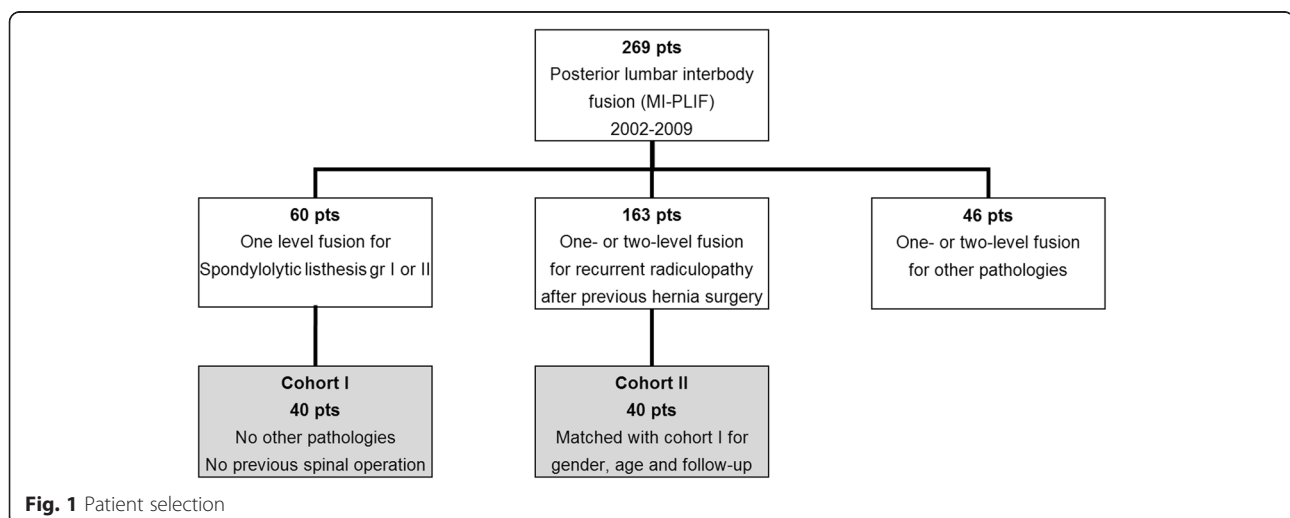 269 pts
Posterior lumbar interbody
fusion (MI-PLIF)
2002-2009
60 pts
One level fusion for
Spondylolytic listhesis gr I or II
163 pts
One- or two-level fusion
for recurrent radiculopathy
after previous hernia surgery
46 pts
One- or two-level fusion
for other pathologies
Cohort I
40 pts
No other pathologies
No previous spinal operation
Cohort II
40 pts
Matched with cohort I for
gender, age and follow-up
Fig. 1 Patient selection